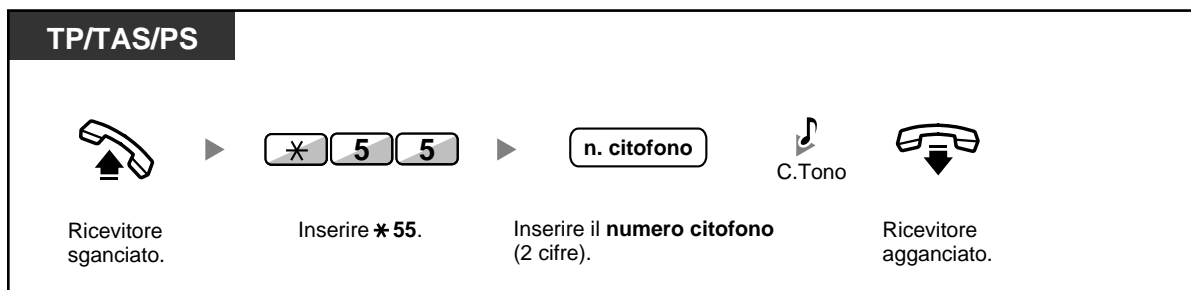 TP/TAS/PS
* 5 5
n. citofono
C.Tono
Ricevitore
sganciato.
Inserire * 55.
Inserire il numero citofono
(2 cifre).
Ricevitore
agganciato.